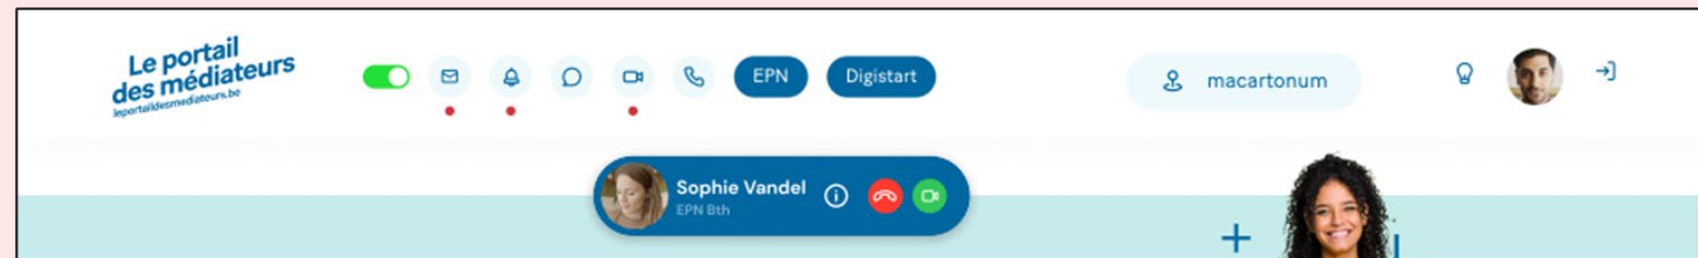 Le portail
des médiateurs
leportaildesmediateurs.be
EPN
Digistart
macartonum
Sophie Vandel
EPN Bth